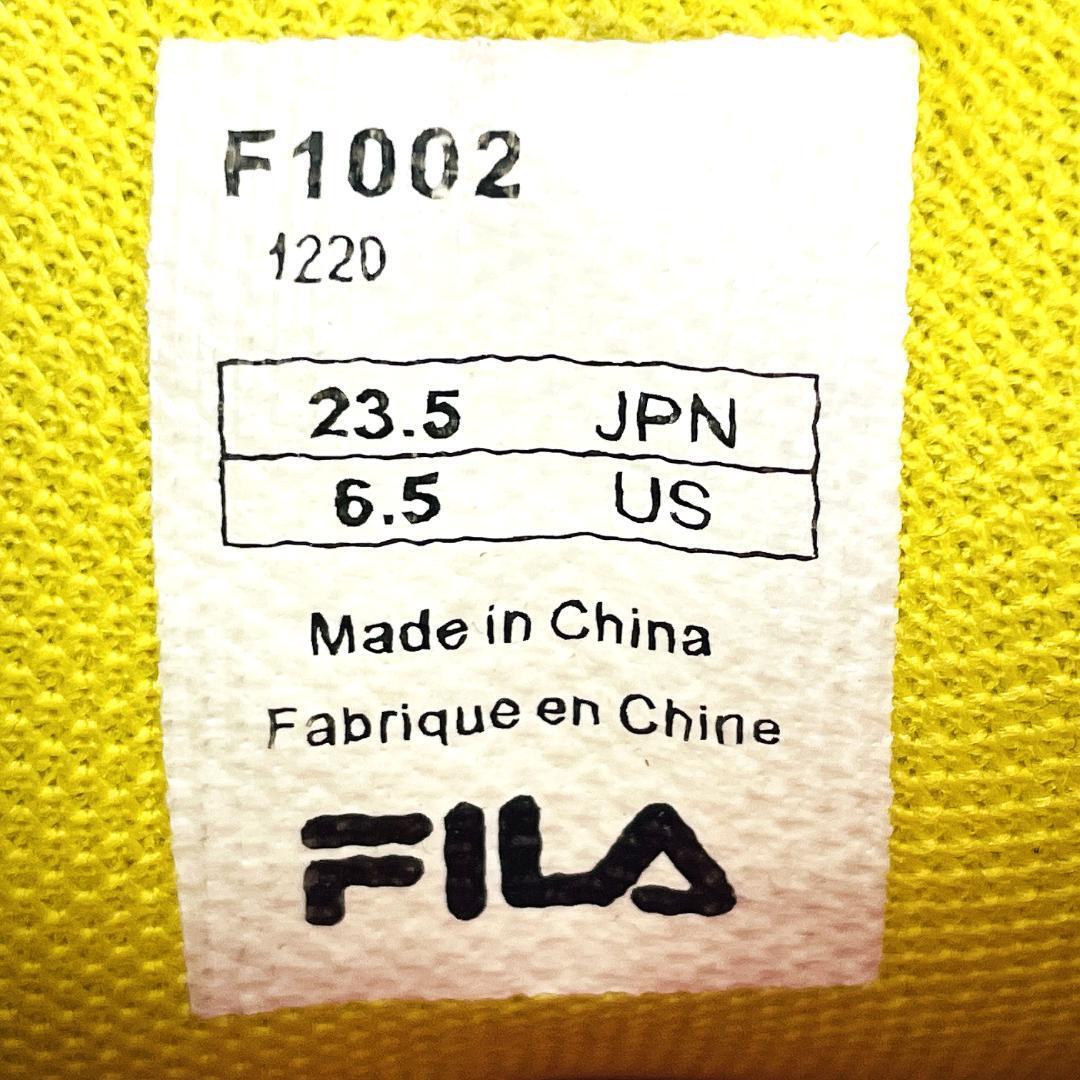 F1002
1220
23.5 JPN
6.5 US
Made in China
Fabrique en Chine
FILA